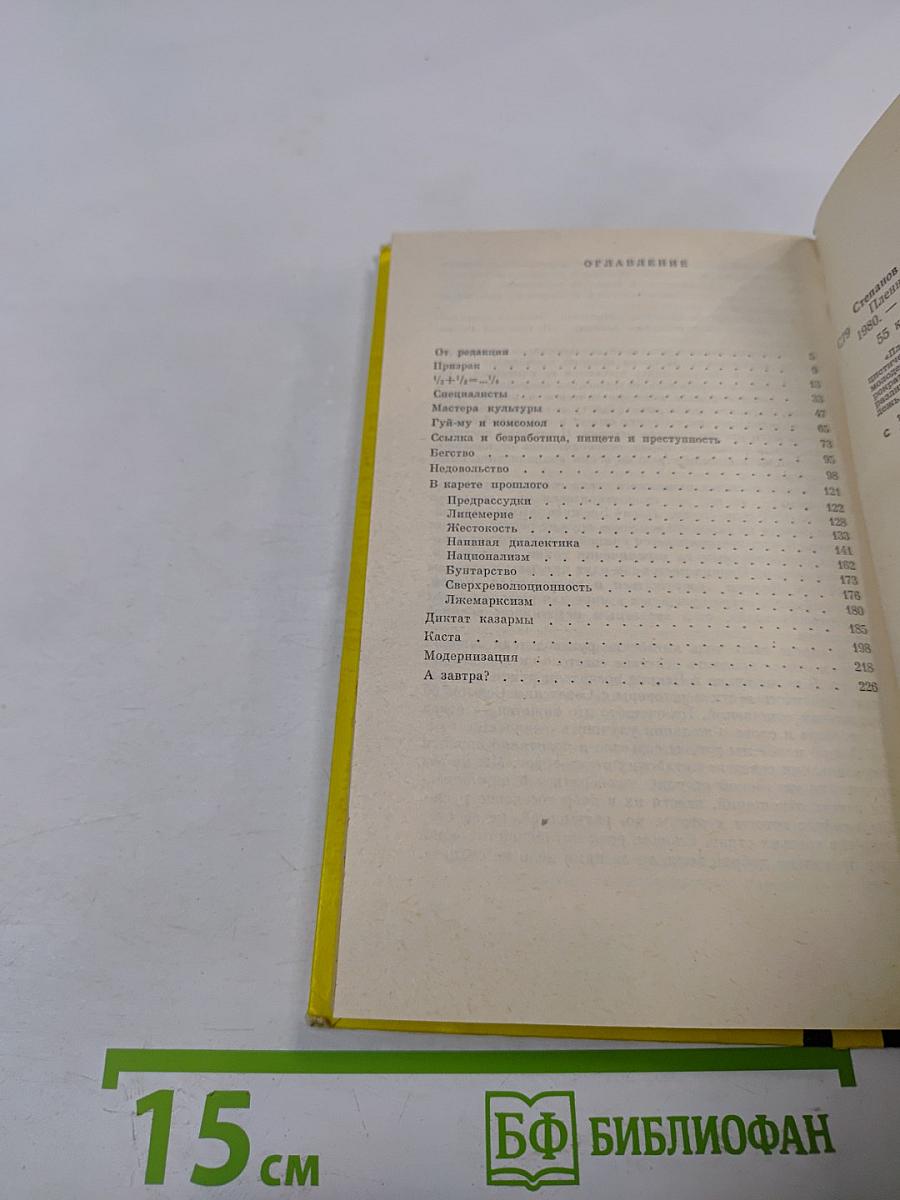 ОГЛАВЛЕНИЕ
От редакции . . . . . . . . . . . . . . . . . . . 5
Призрак . . . . . . . . . . . . . . . . . . . 9
¹/₂+¹/₂=...¹/₄ . . . . . . . . . . . . . . . . . . . 13
Специалисты . . . . . . . . . . . . . . . . . . . 33
Мастера культуры . . . . . . . . . . . . . . . . . . . 47
Гуй-му и комсомол . . . . . . . . . . . . . . . . . . . 65
Ссылка и безработица, нищета и преступность . . . . . . . 73
Бегство . . . . . . . . . . . . . . . . . . . 95
Недовольство . . . . . . . . . . . . . . . . . . . 98
В карете прошлого . . . . . . . . . . . . . . . . . . . 121
Предрассудки . . . . . . . . . . . . . . . . . . . 122
Лицемерие . . . . . . . . . . . . . . . . . . . 128
Жестокость . . . . . . . . . . . . . . . . . . . 133
Наивная диалектика . . . . . . . . . . . . . . . . . 141
Национализм . . . . . . . . . . . . . . . . . . . 162
Бунтарство . . . . . . . . . . . . . . . . . . . 173
Сверхреволюционность . . . . . . . . . . . . . . . . 176
Лжемарксизм . . . . . . . . . . . . . . . . . . . 180
Диктат казармы . . . . . . . . . . . . . . . . . . . 185
Каста . . . . . . . . . . . . . . . . . . . 198
Модернизация . . . . . . . . . . . . . . . . . . . 218
А завтра? . . . . . . . . . . . . . . . . . . . 226
Степанов
С79
1980. —
55 к
15 см
БФ БИБЛИОФАН